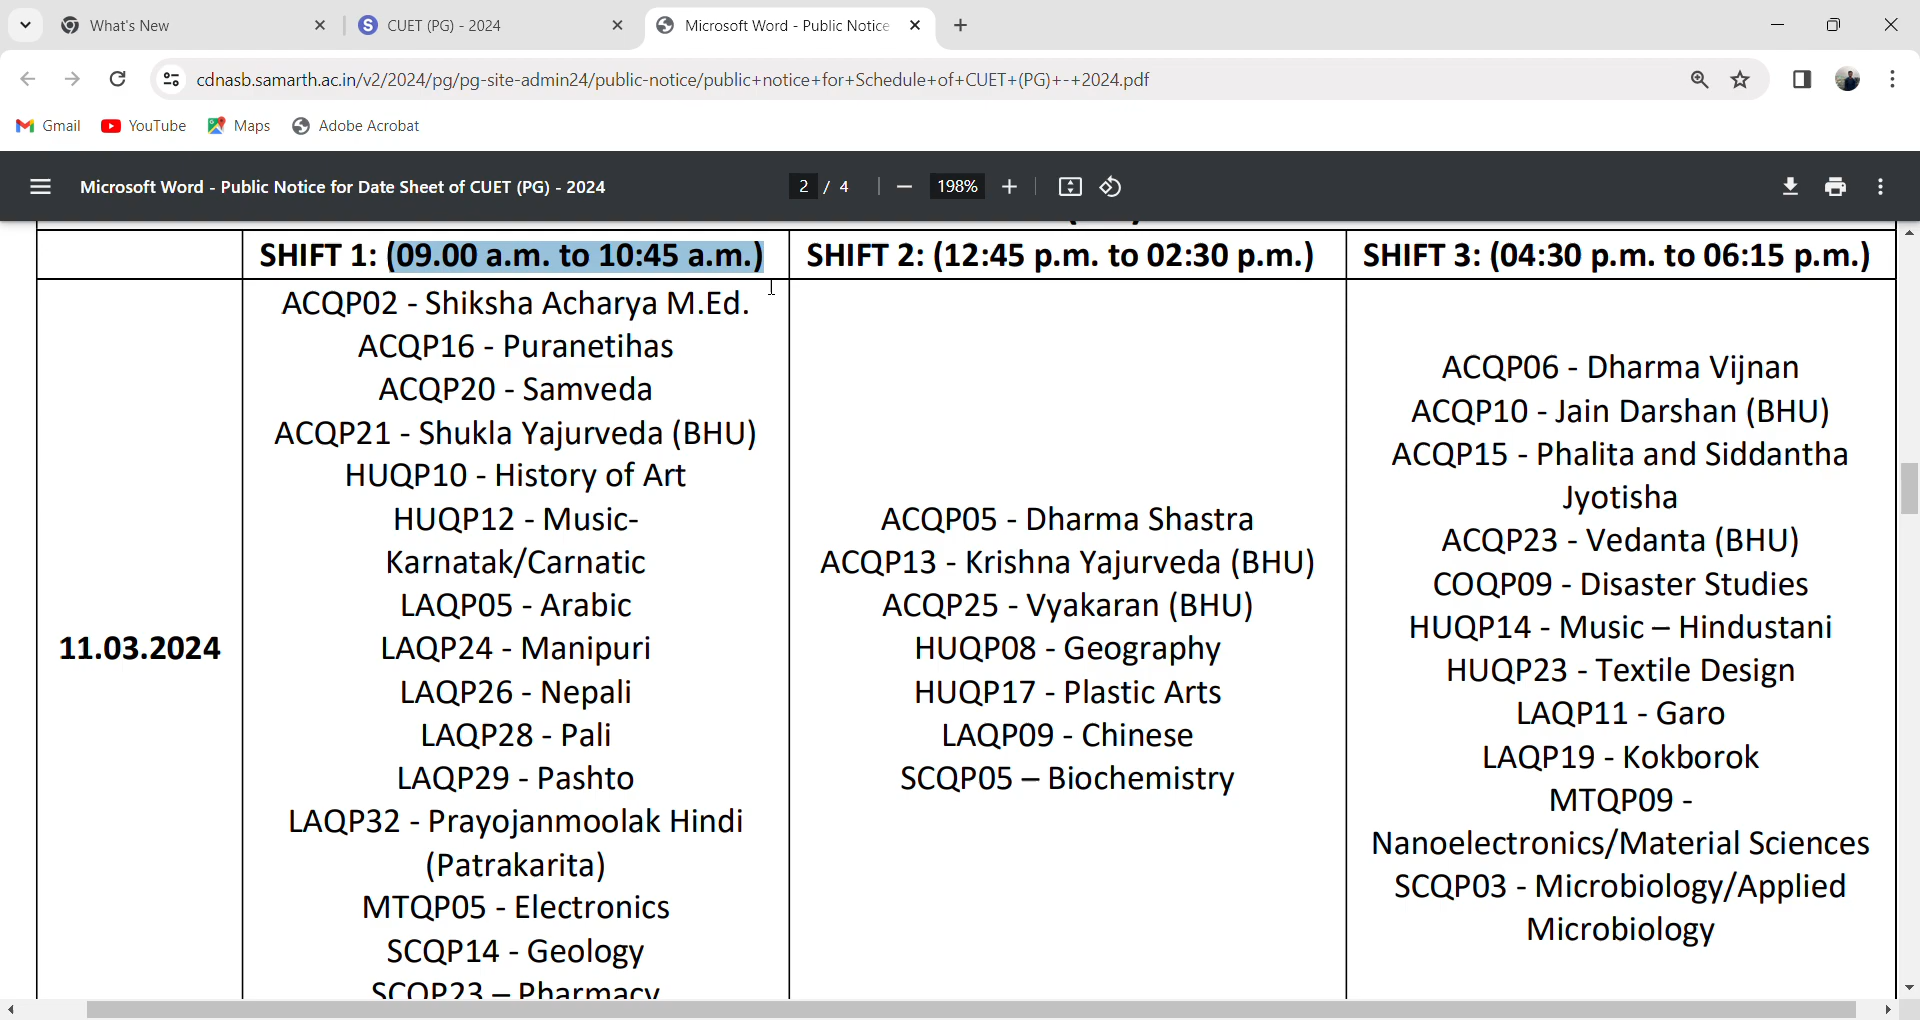 What's New
CUET (PG) - 2024
Microsoft Word - Public Notice
cdnasb.samarth.ac.in/v2/2024/pg/pg-site-admin24/public-notice/public+notice+for+Schedule+of+CUET+(PG)+-+2024.pdf
Gmail YouTube Maps Adobe Acrobat
Microsoft Word - Public Notice for Date Sheet of CUET (PG) - 2024 2 / 4 198%
SHIFT 1: (09.00 a.m. to 10:45 a.m.) SHIFT 2: (12:45 p.m. to 02:30 p.m.) SHIFT 3: (04:30 p.m. to 06:15 p.m.)
11.03.2024
ACQP02 - Shiksha Acharya M.Ed.
ACQP16 - Puranetihas
ACQP20 - Samveda
ACQP21 - Shukla Yajurveda (BHU)
HUQP10 - History of Art
HUQP12 - Music-
Karnatak/Carnatic
LAQP05 - Arabic
LAQP24 - Manipuri
LAQP26 - Nepali
LAQP28 - Pali
LAQP29 - Pashto
LAQP32 - Prayojanmoolak Hindi
(Patrakarita)
MTQP05 - Electronics
SCQP14 - Geology
SCQP23 – Pharmacy
ACQP05 - Dharma Shastra
ACQP13 - Krishna Yajurveda (BHU)
ACQP25 - Vyakaran (BHU)
HUQP08 - Geography
HUQP17 - Plastic Arts
LAQP09 - Chinese
SCQP05 – Biochemistry
ACQP06 - Dharma Vijnan
ACQP10 - Jain Darshan (BHU)
ACQP15 - Phalita and Siddantha
Jyotisha
ACQP23 - Vedanta (BHU)
COQP09 - Disaster Studies
HUQP14 - Music – Hindustani
HUQP23 - Textile Design
LAQP11 - Garo
LAQP19 - Kokborok
MTQP09 -
Nanoelectronics/Material Sciences
SCQP03 - Microbiology/Applied
Microbiology